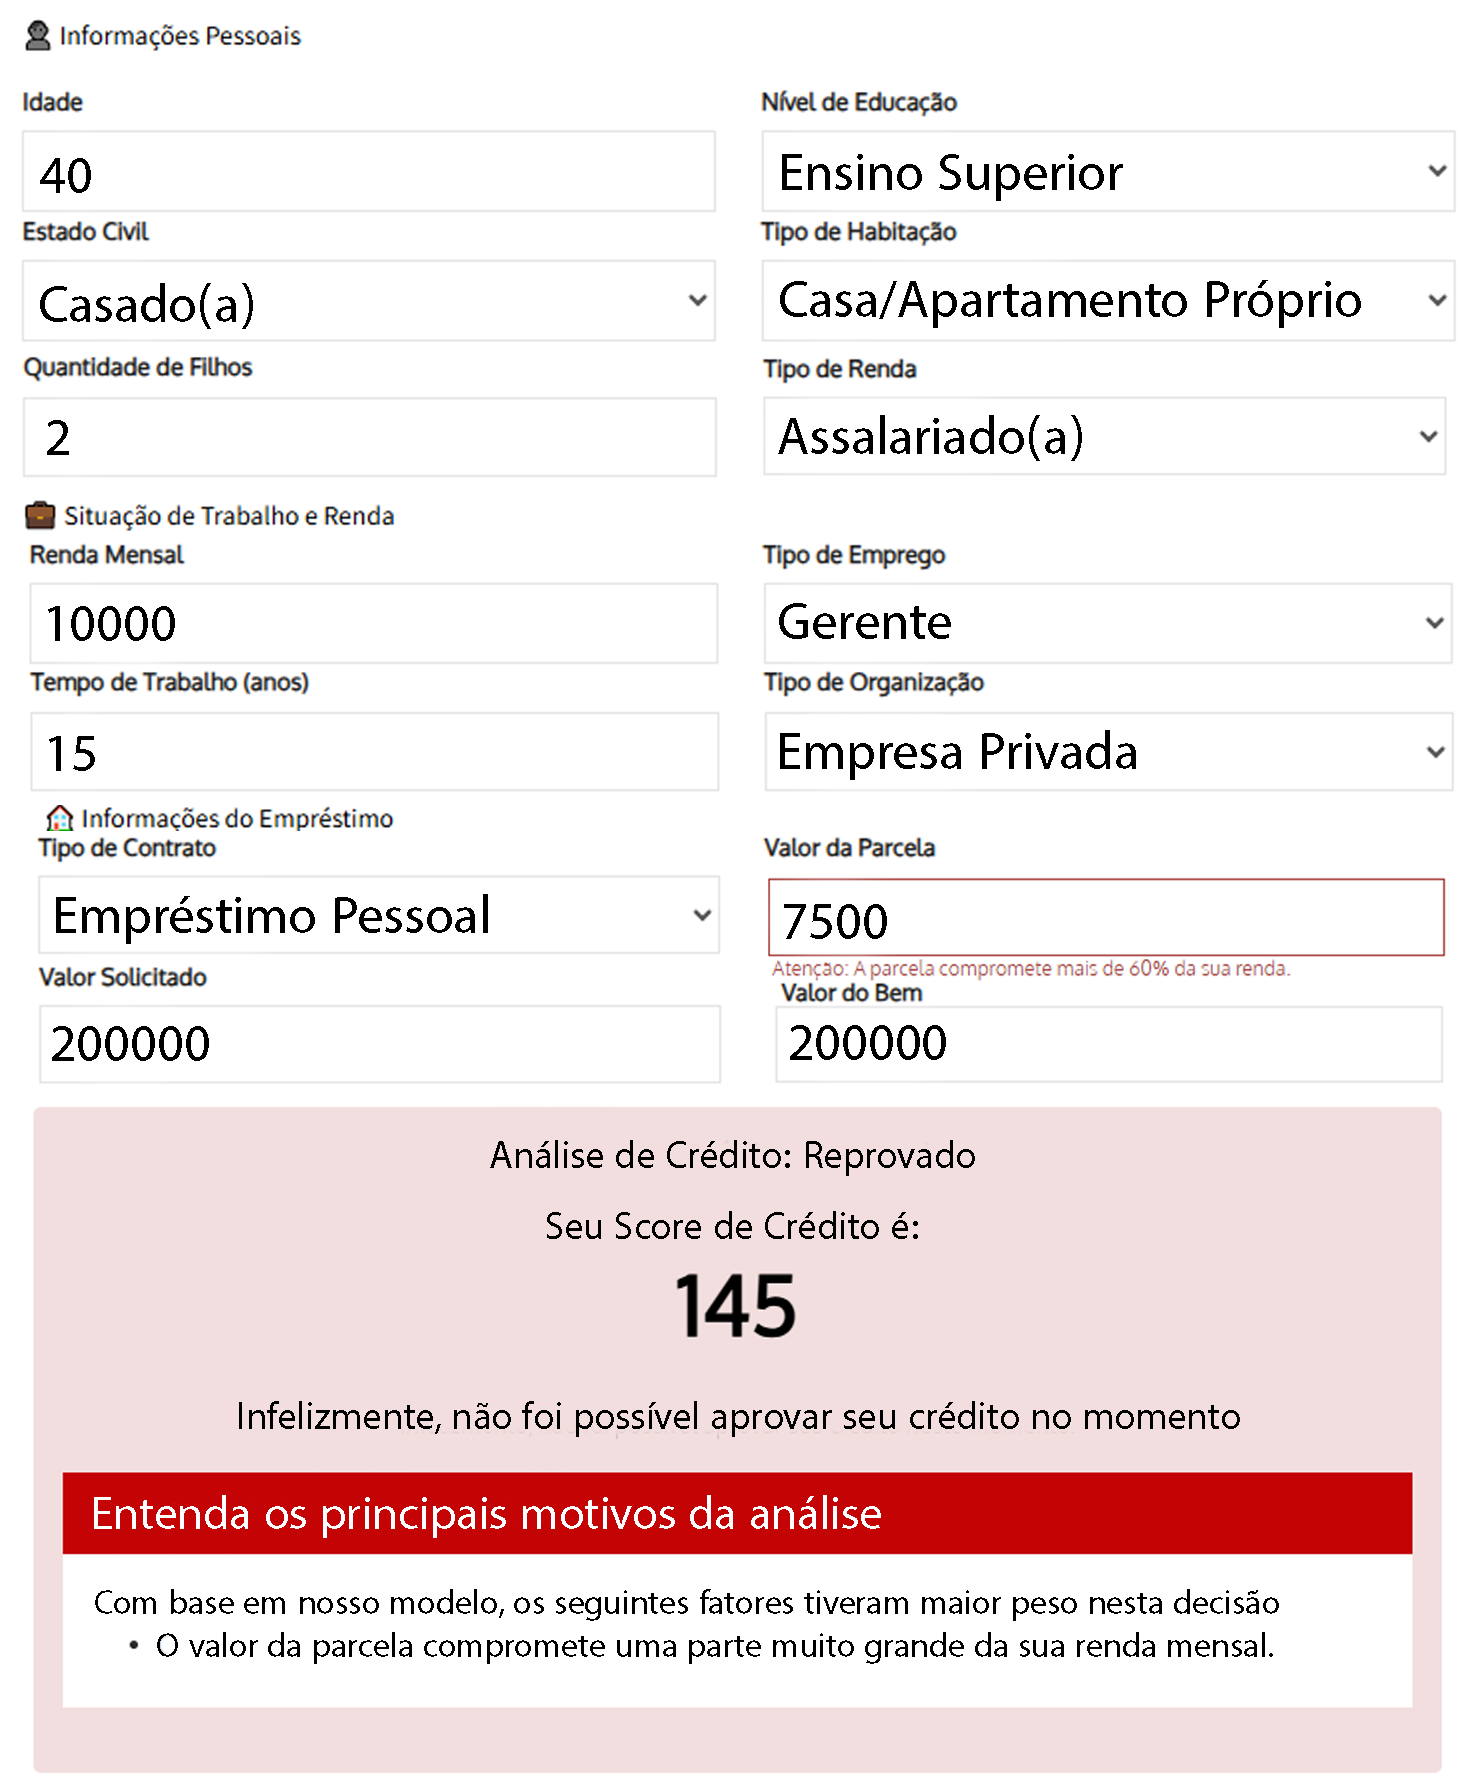 Informações Pessoais
Idade
Nível de Educação
40
Ensino Superior
Estado Civil
Tipo de Habitação
Casado(a)
Casa/Apartamento Próprio
Quantidade de Filhos
Tipo de Renda
2
Assalariado(a)
Situação de Trabalho e Renda
Renda Mensal
Tipo de Emprego
10000
Gerente
Tempo de Trabalho (anos)
Tipo de Organização
15
Empresa Privada
Informações do Empréstimo
Tipo de Contrato
Valor da Parcela
Empréstimo Pessoal
7500
Atenção: A parcela compromete mais de 60% da sua renda.
Valor Solicitado
Valor do Bem
200000
200000
Análise de Crédito: Reprovado
Seu Score de Crédito é:
145
Infelizmente, não foi possível aprovar seu crédito no momento
Entenda os principais motivos da análise
Com base em nosso modelo, os seguintes fatores tiveram maior peso nesta decisão
• O valor da parcela compromete uma parte muito grande da sua renda mensal.